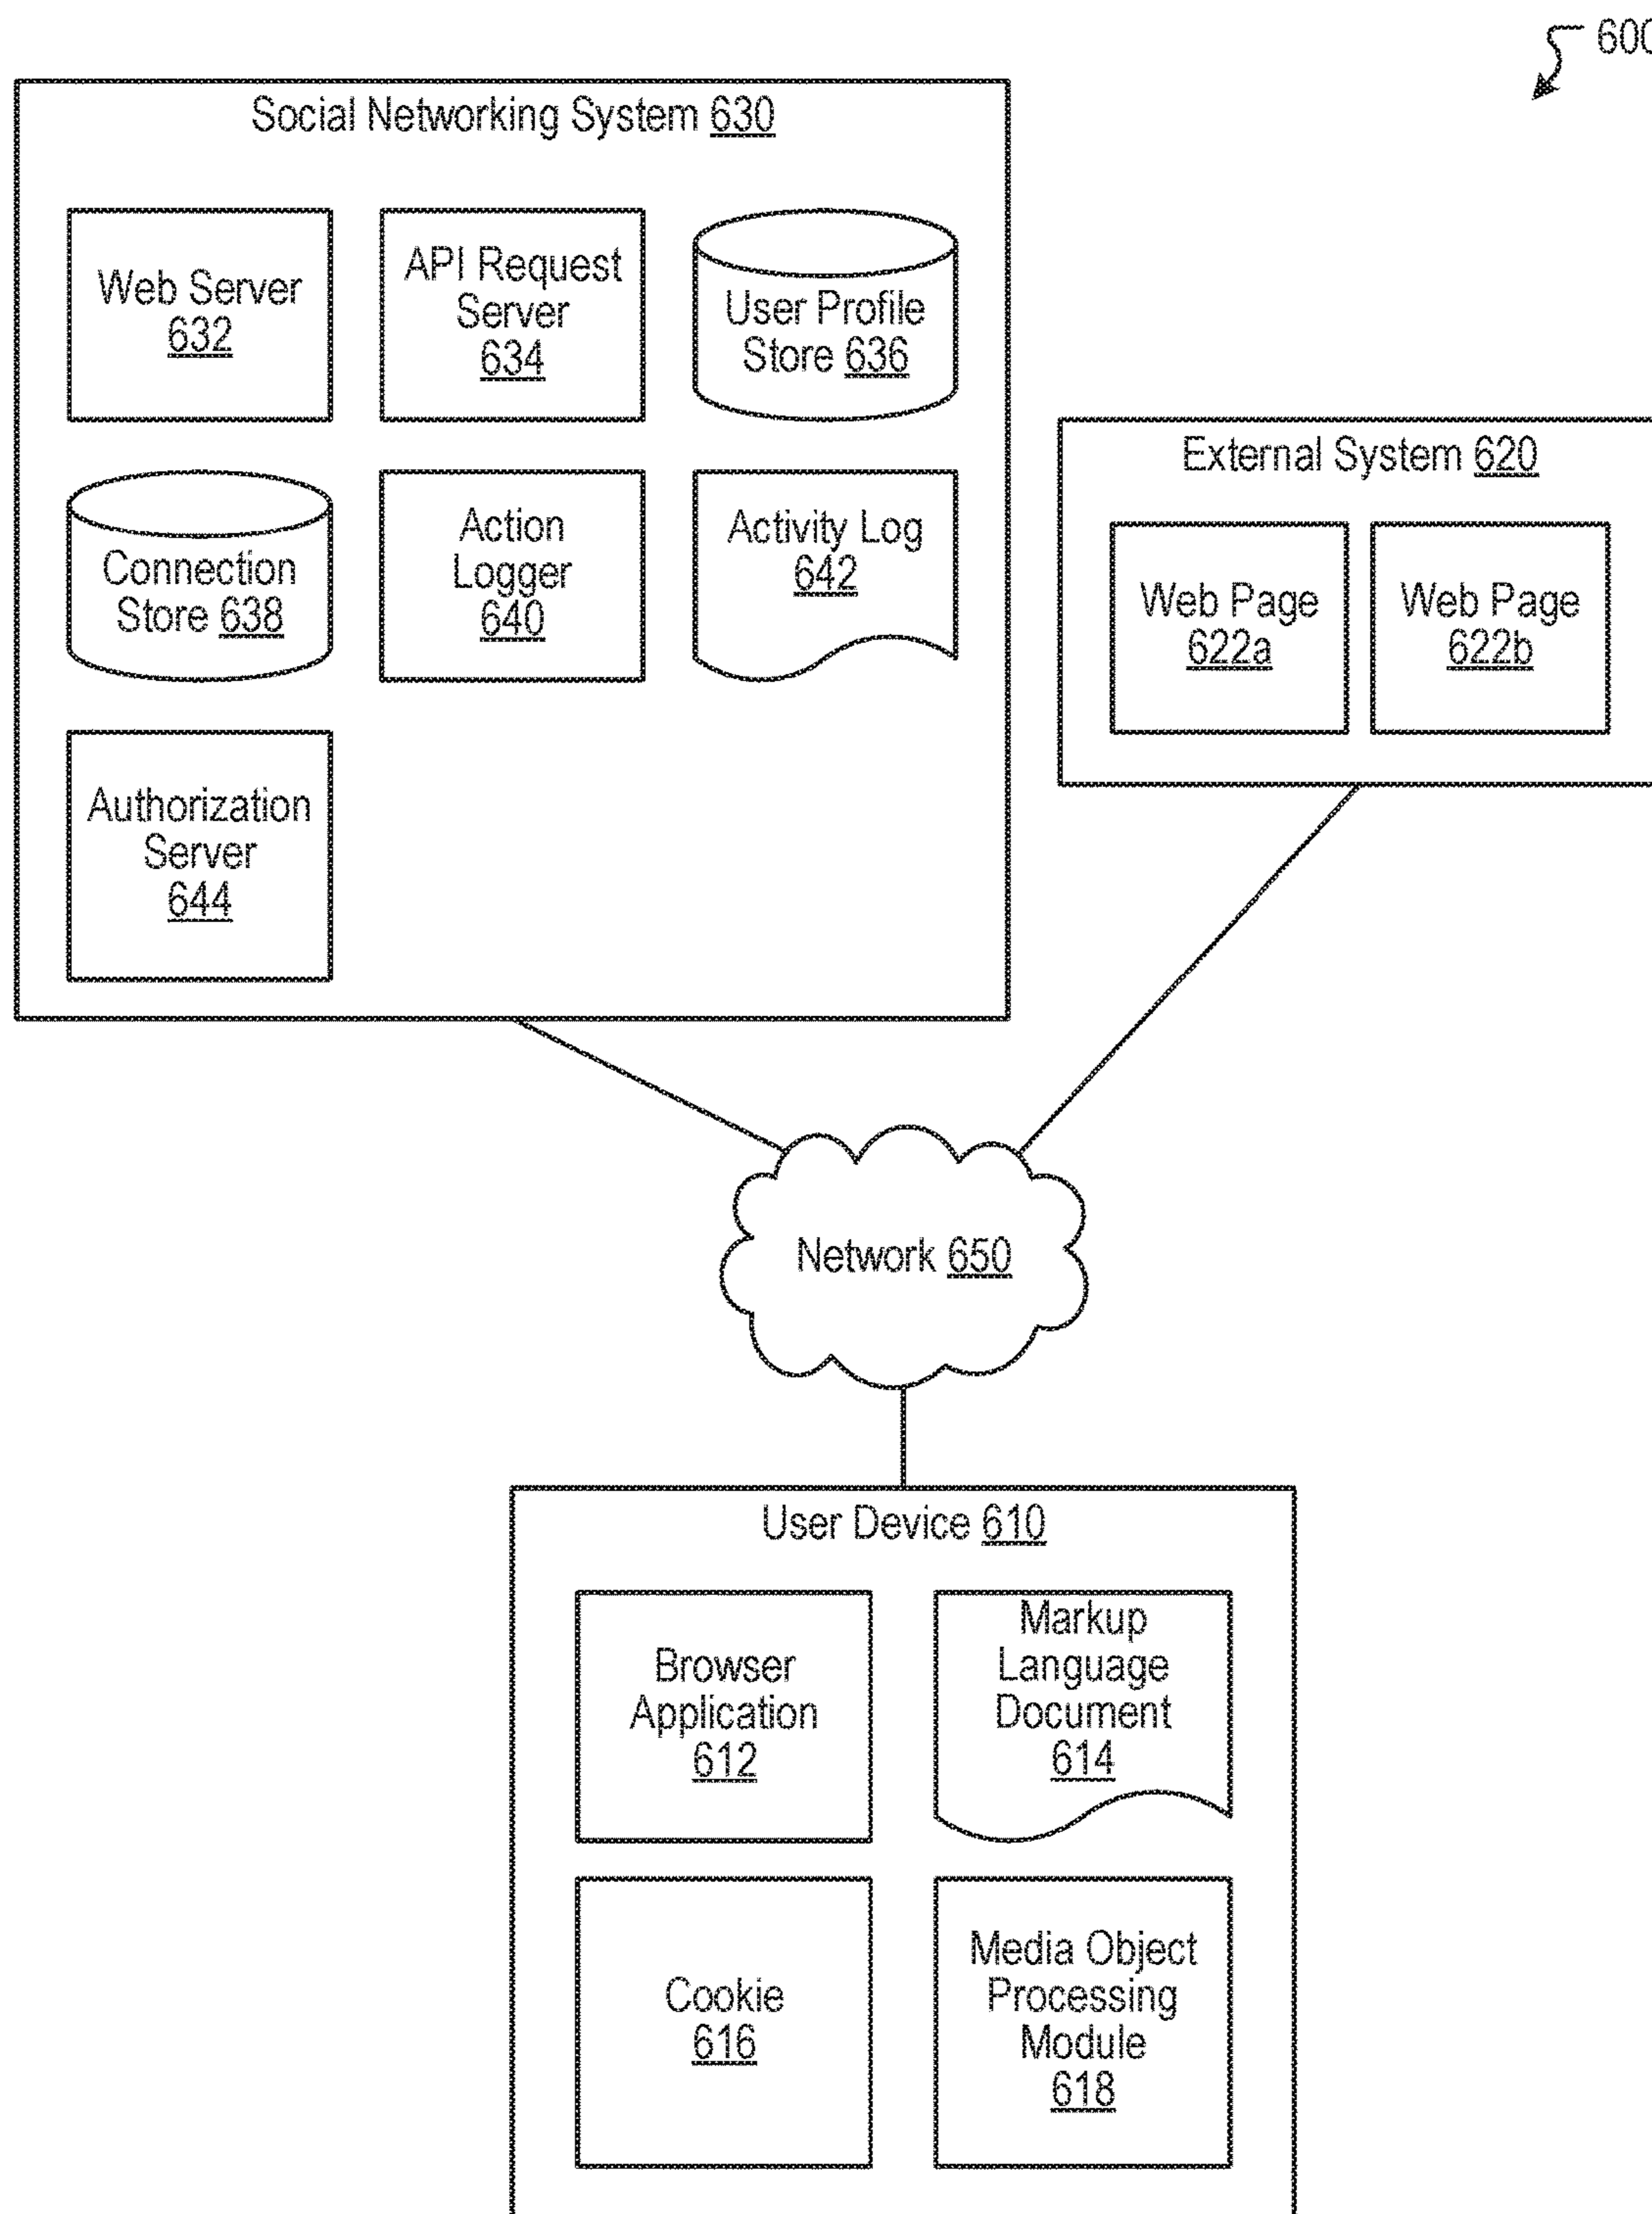 600
Social Networking System 630
Web Server
632
API Request
Server
634
User Profile
Store 636
Connection
Store 638
Action
Logger
640
Activity Log
642
Authorization
Server
644
External System 620
Web Page
622a
Web Page
622b
Network 650
User Device 610
Browser
Application
612
Markup
Language
Document
614
Cookie
616
Media Object
Processing
Module
618